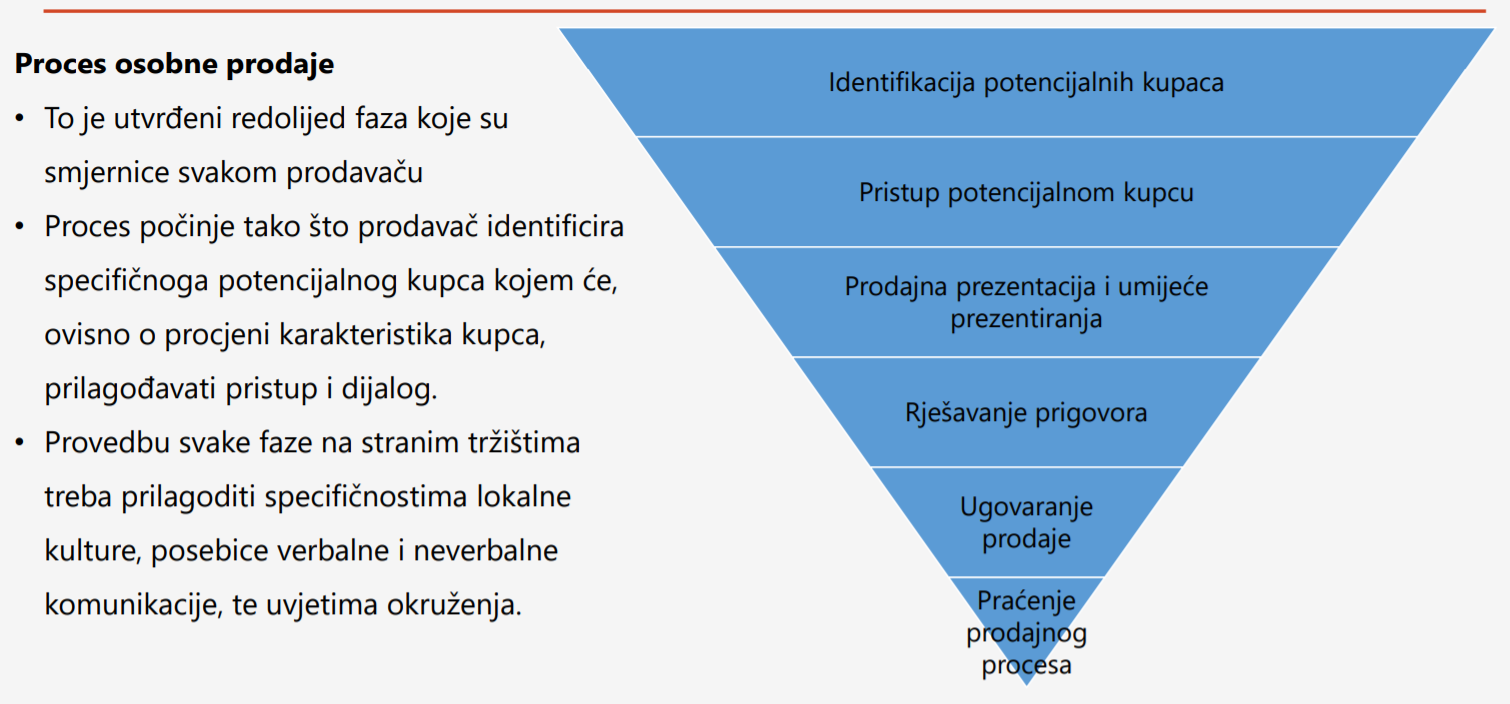 Proces osobne prodaje
• To je utvrđeni redolijed faza koje su
smjernice svakom prodavaču
• Proces počinje tako što prodavač identificira
specifičnoga potencijalnog kupca kojem će,
ovisno o procjeni karakteristika kupca,
prilagođavati pristup i dijalog.
• Provedbu svake faze na stranim tržištima
treba prilagoditi specifičnostima lokalne
kulture, posebice verbalne i neverbalne
komunikacije, te uvjetima okruženja.
Identifikacija potencijalnih kupaca
Pristup potencijalnom kupcu
Prodajna prezentacija i umijeće
prezentiranja
Rješavanje prigovora
Ugovaranje
prodaje
Praćenje
prodajnog
procesa